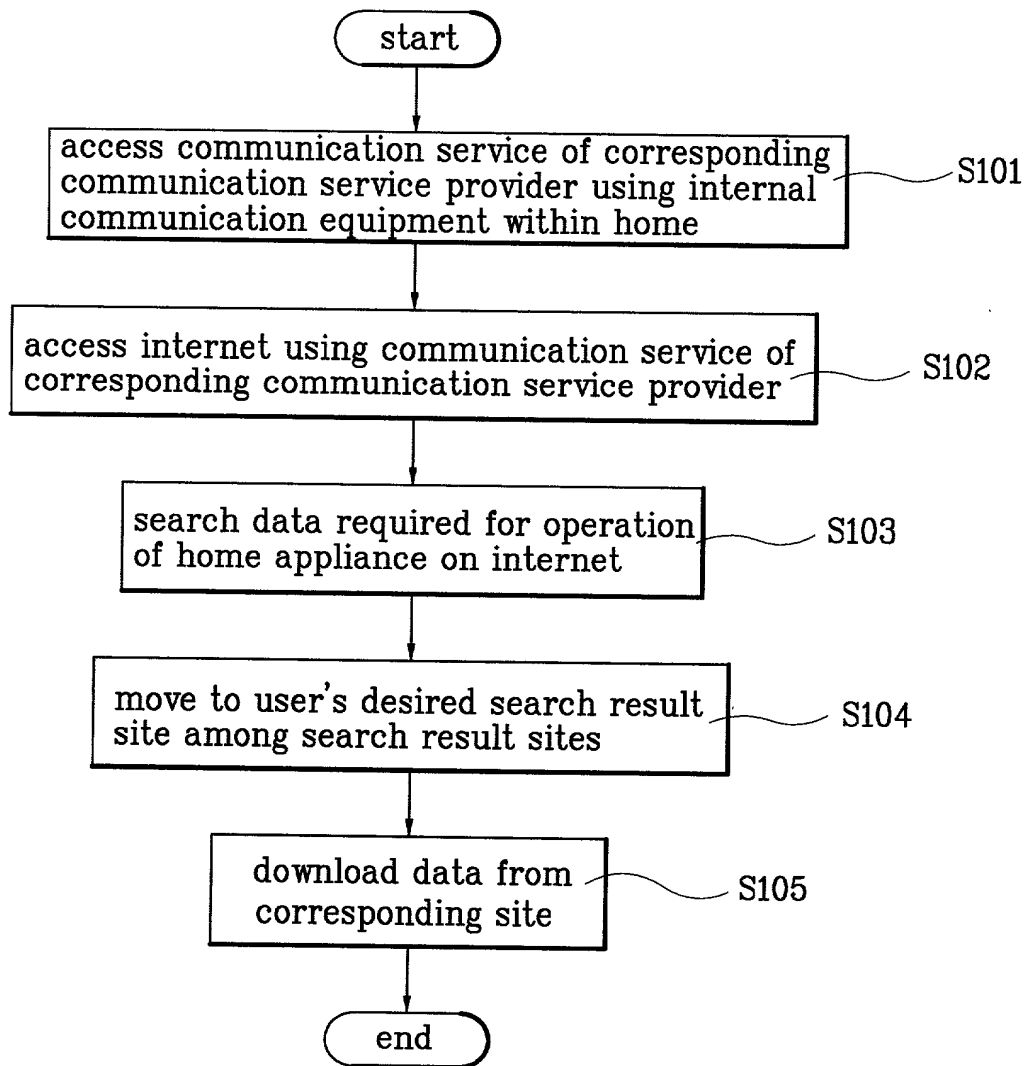 start
access communication service of corresponding
communication service provider using internal
communication equipment within home
S101
access internet using communication service of
corresponding communication service provider
S102
search data required for operation
of home appliance on internet
S103
move to user's desired search result
site among search result sites
S104
download data from
corresponding site
S105
end